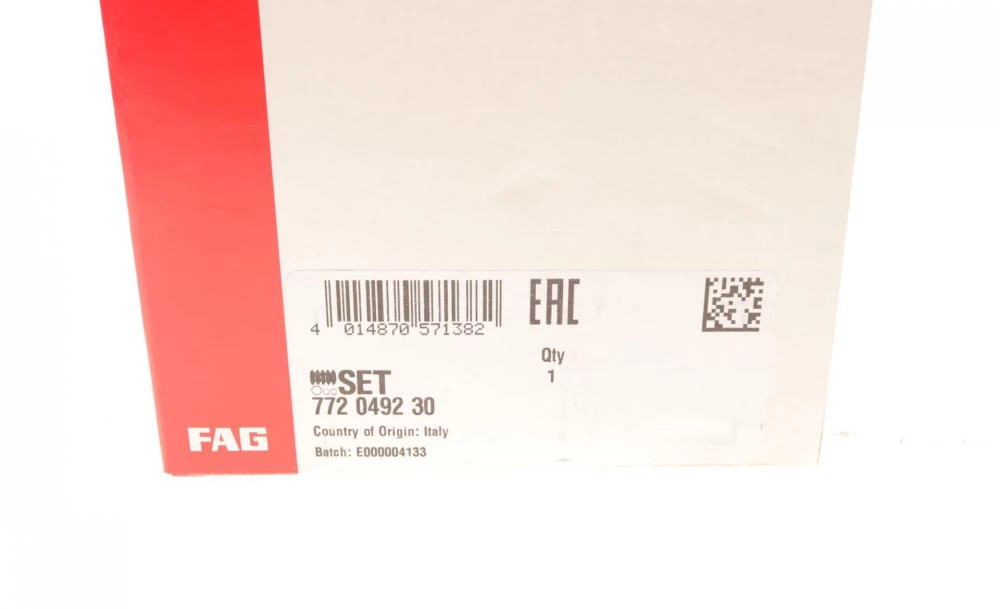 EAC
4 014870 571382
Qty
1
SET
772 0492 30
Country of Origin: Italy
Batch: E000004133
FAG